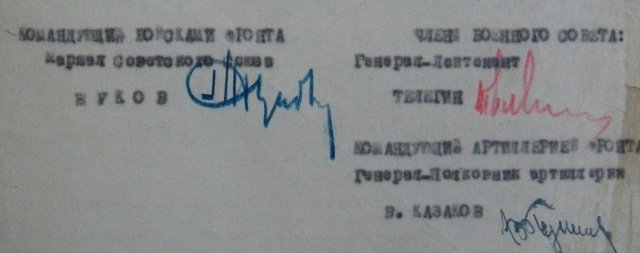 КОМАНДУЮЩИЙ ВОЙСКАМИ ФРОНТА
Маршал Советского Союза
ЖУКОВ
ЧЛЕН ВОЕННОГО СОВЕТА:
Генерал-Лейтенант
ТЕЛЕГИН
КОМАНДУЮЩИЙ АРТИЛЛЕРИЕЙ ФРОНТА
Генерал-Полковник артиллерии
В. КАЗАКОВ